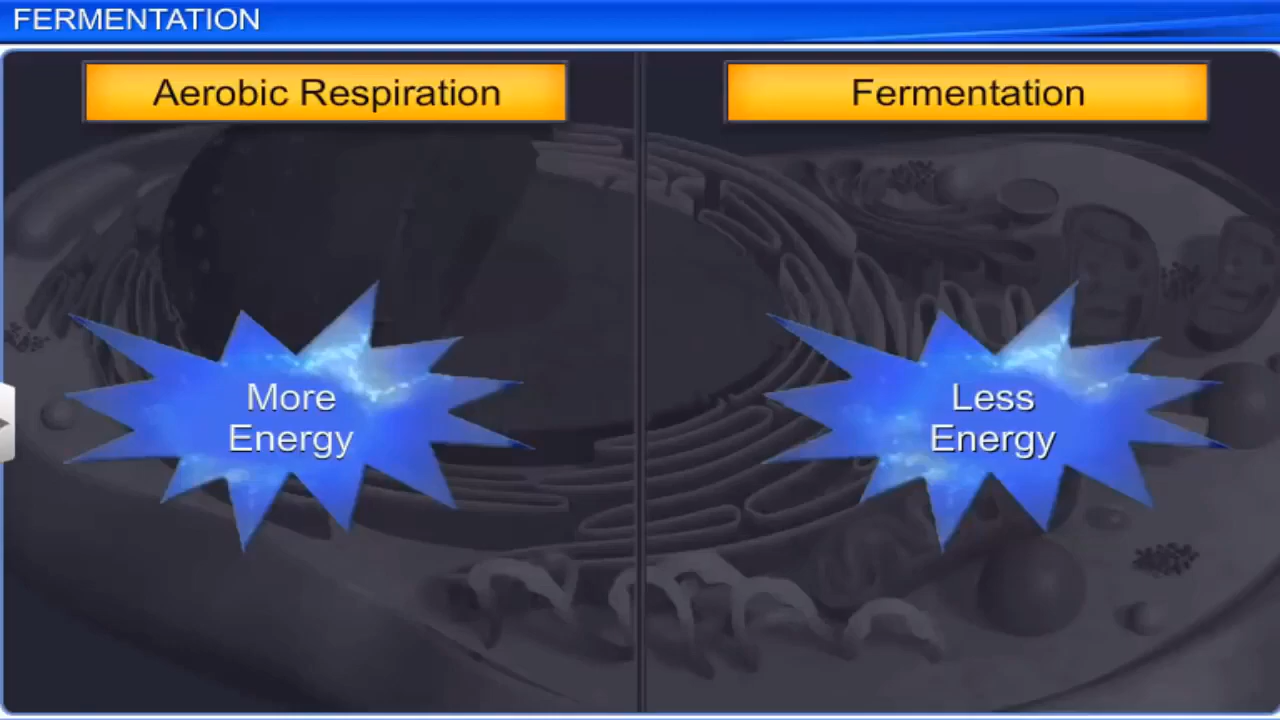 FERMENTATION
Aerobic Respiration
Fermentation
More
Energy
Less
Energy